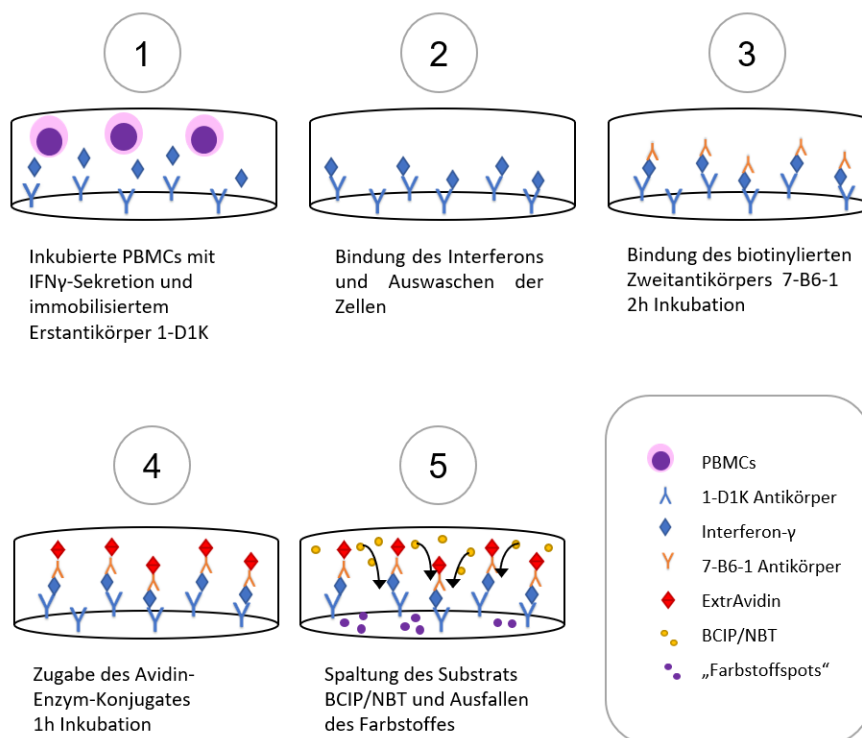 1
2
3
Inkubierte PBMCs mit
IFNγ-Sekretion und
immobilisiertem
Erstantikörper 1-D1K
Bindung des Interferons
und Auswaschen der
Zellen
Bindung des biotinylierten
Zweitantikörpers 7-B6-1
2h Inkubation
4
5
Zugabe des Avidin-
Enzym-Konjugates
1h Inkubation
Spaltung des Substrats
BCIP/NBT und Ausfallen
des Farbstoffes
PBMCs
1-D1K Antikörper
Interferon-γ
7-B6-1 Antikörper
ExtrAvidin
BCIP/NBT
„Farbstoffspots“